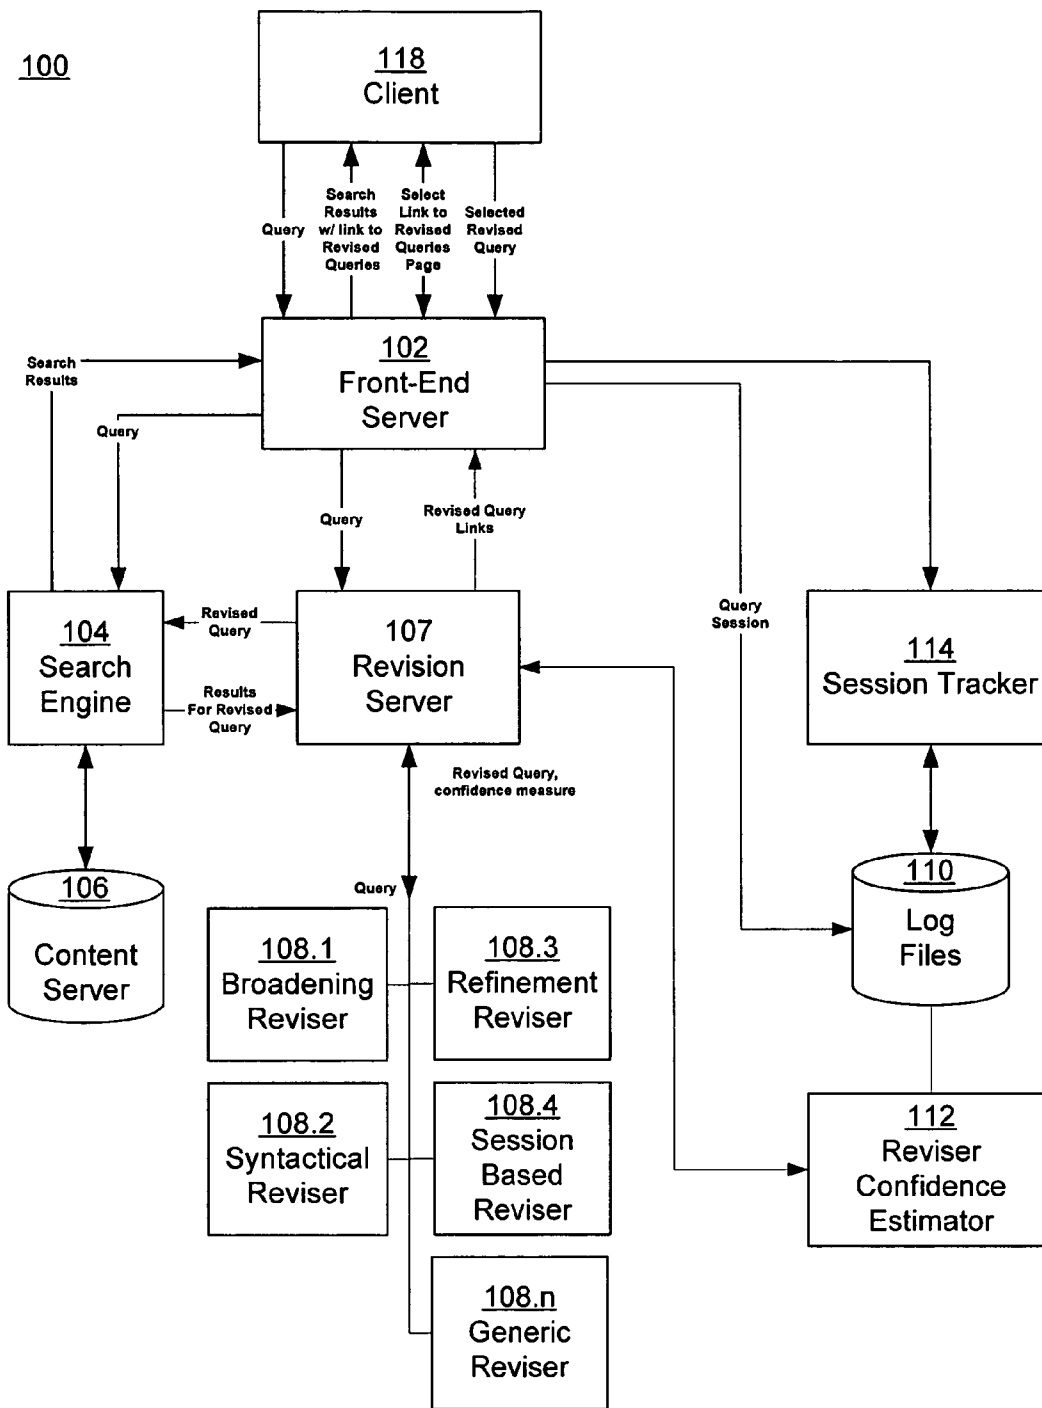 100
118
Client
Query
Search
Results
w/ link to
Revised
Queries
Select
Link to
Revised
Queries
Page
Selected
Revised
Query
102
Front-End
Server
Search
Results
Query
Query
Revised Query
Links
104
Search
Engine
Revised
Query
Results
For Revised
Query
107
Revision
Server
Query
Session
114
Session Tracker
Revised Query,
confidence measure
Query
106
Content
Server
110
Log
Files
108.1
Broadening
Reviser
108.3
Refinement
Reviser
108.2
Syntactical
Reviser
108.4
Session
Based
Reviser
112
Reviser
Confidence
Estimator
108.n
Generic
Reviser